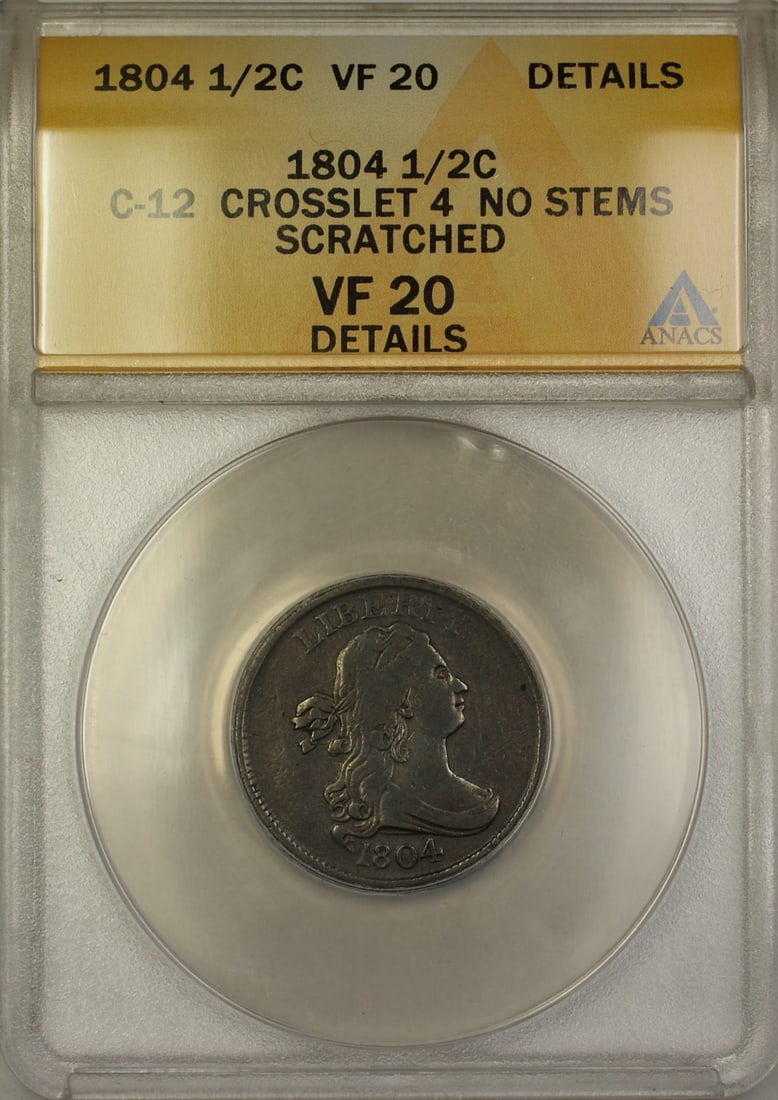 1804 1/2C VF 20 DETAILS
1804 1/2C
C-12 CROSSLET 4 NO STEMS
SCRATCHED
VF 20
DETAILS
ANACS
LIBERTY
1804